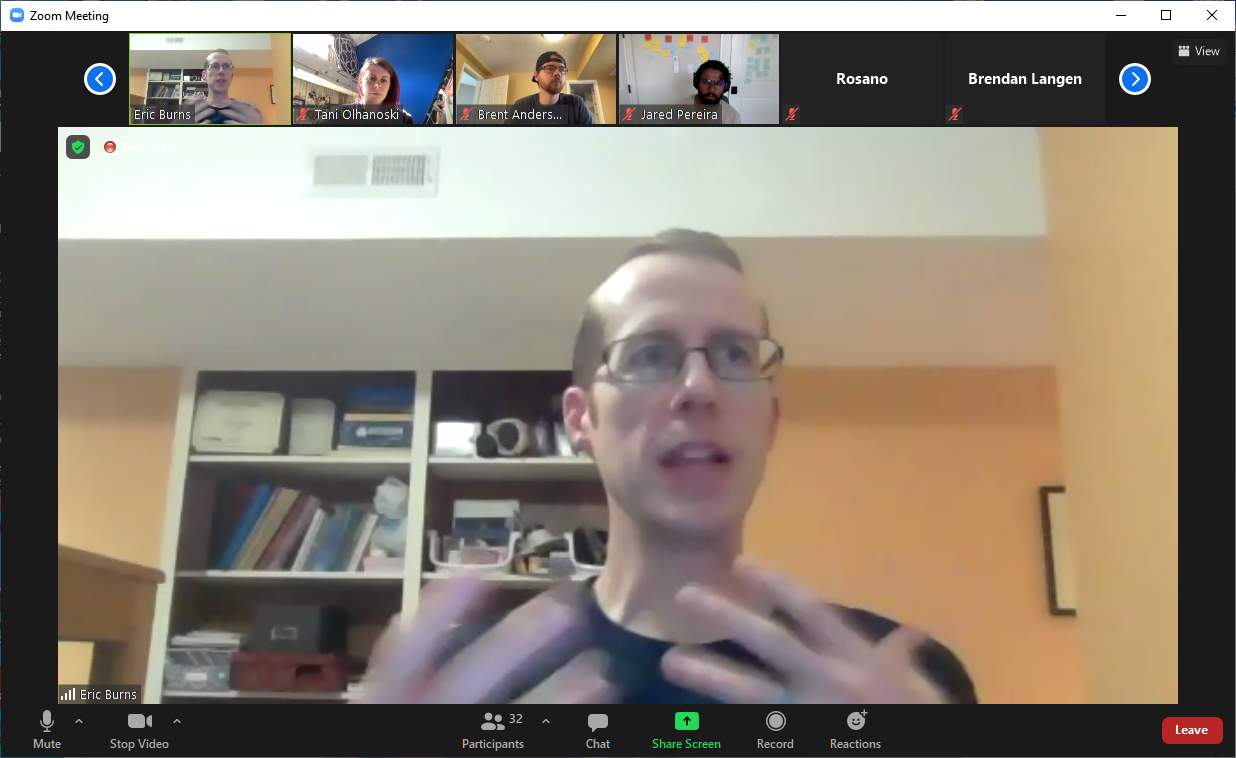 Zoom Meeting
View
Rosano
Brendan Langen
Eric Burns
Tani Olhanoski
Brent Anders...
Jared Pereira
Eric Burns
32
Mute
Stop Video
Participants
Chat
Share Screen
Record
Reactions
Leave